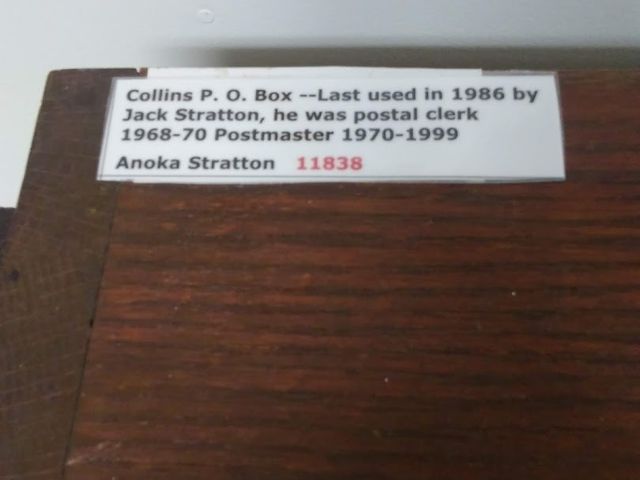 Collins P. O. Box --Last used in 1986 by
Jack Stratton, he was postal clerk
1968-70 Postmaster 1970-1999
Anoka Stratton 11838